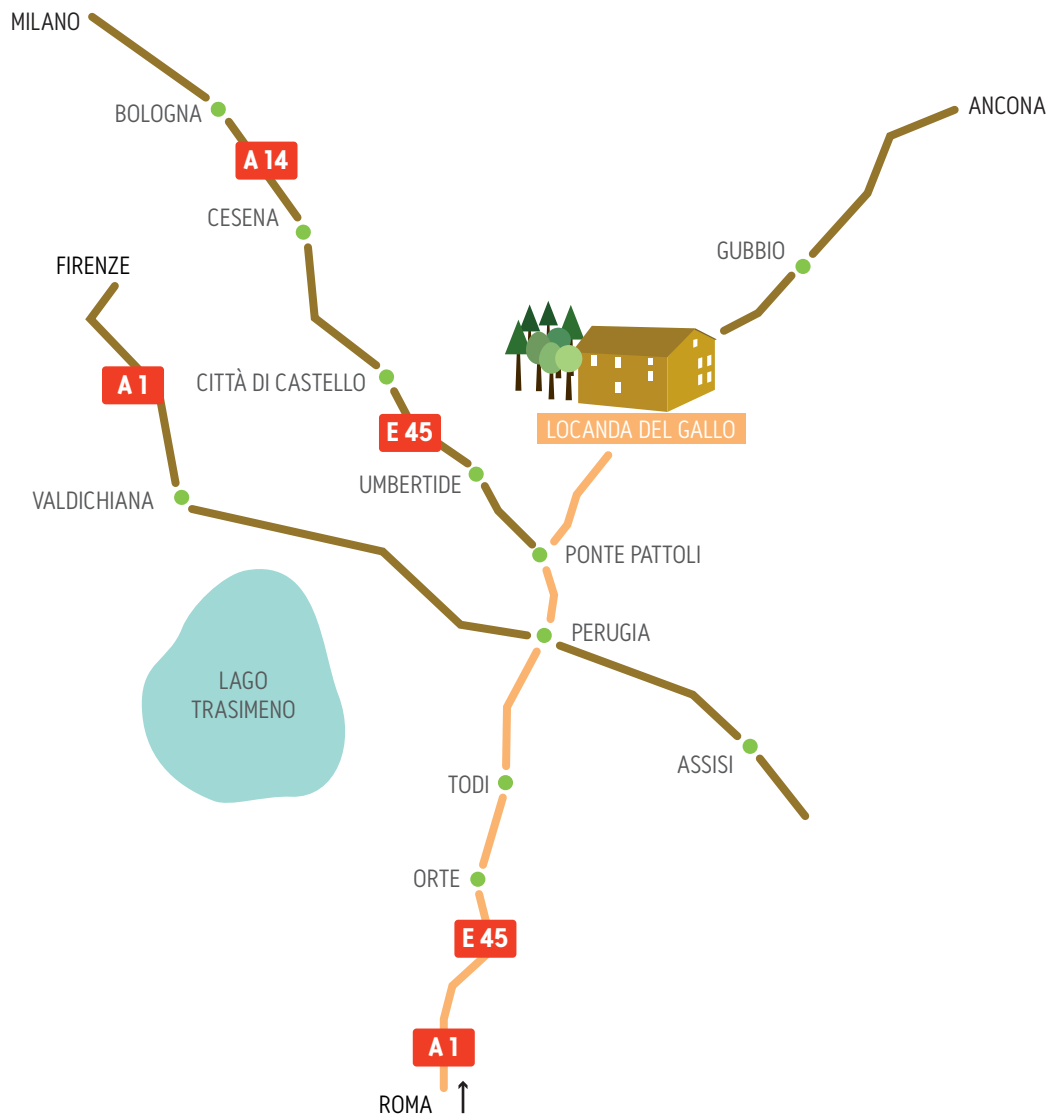 MILANO
ANCONA
BOLOGNA
A 14
CESENA
GUBBIO
FIRENZE
A 1
CITTÀ DI CASTELLO
E 45
LOCANDA DEL GALLO
UMBERTIDE
VALDICHIANA
PONTE PATTOLI
PERUGIA
LAGO
TRASIMENO
ASSISI
TODI
ORTE
E 45
A 1
ROMA